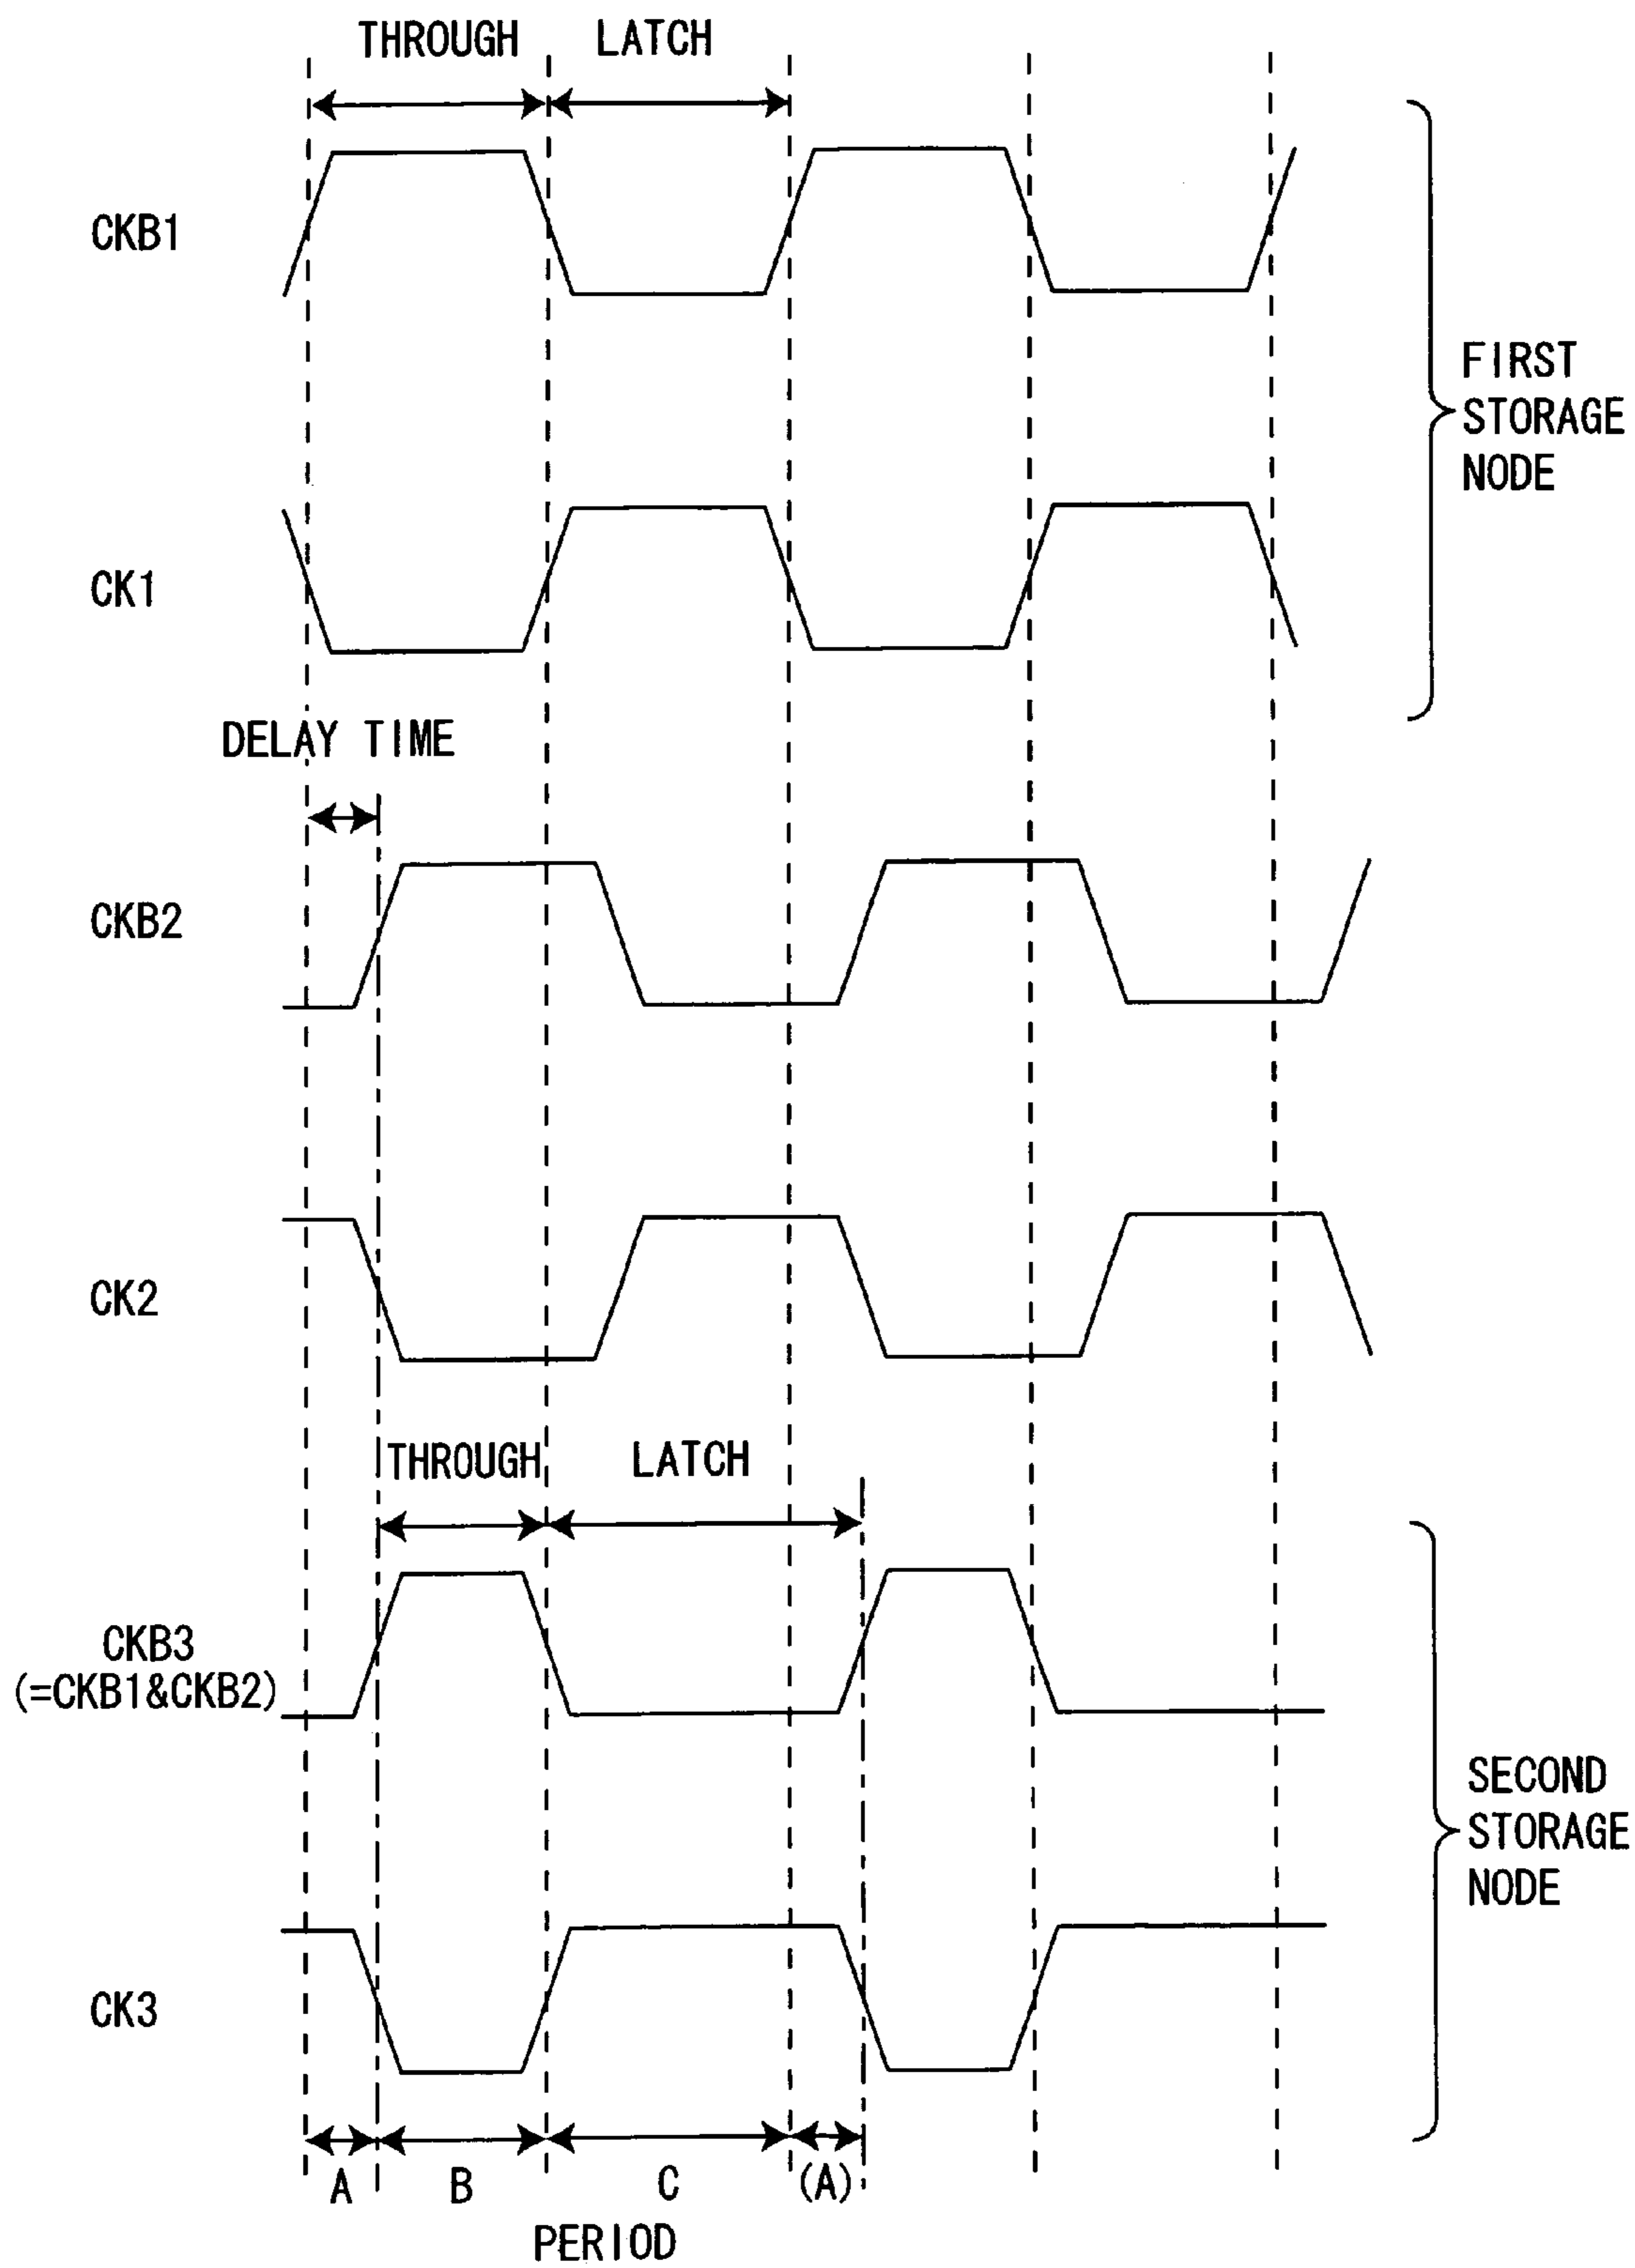 THROUGH LATCH
CKB1
FIRST
STORAGE
NODE
CK1
DELAY TIME
CKB2
CK2
THROUGH LATCH
CKB3
(=CKB1&CKB2)
SECOND
STORAGE
NODE
CK3
A B C (A)
PERIOD